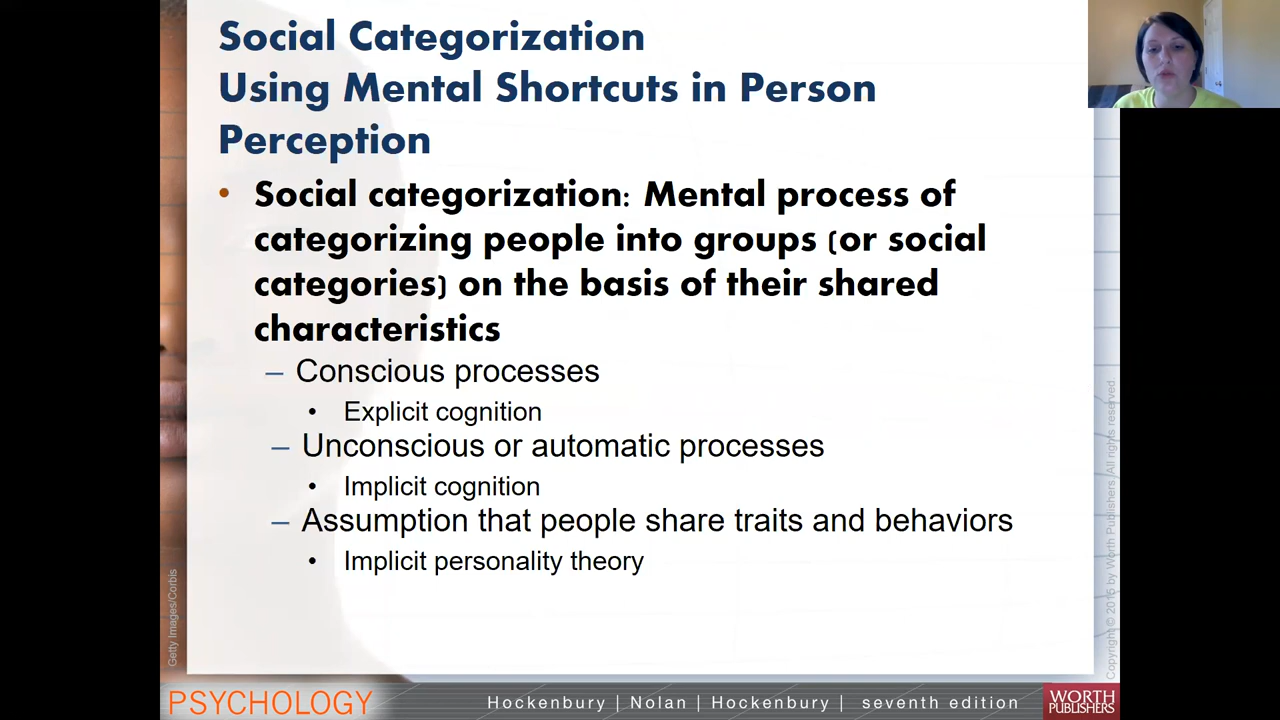 Social Categorization
Using Mental Shortcuts in Person
Perception
• Social categorization: Mental process of
categorizing people into groups (or social
categories) on the basis of their shared
characteristics
– Conscious processes
• Explicit cognition
– Unconscious or automatic processes
• Implicit cognition
– Assumption that people share traits and behaviors
• Implicit personality theory
Getty Images/Corbis
Copyright © 2015 by Worth Publishers All rights reserved
PSYCHOLOGY
Hockenbury | Nolan | Hockenbury | seventh edition
WORTH
PUBLISHERS